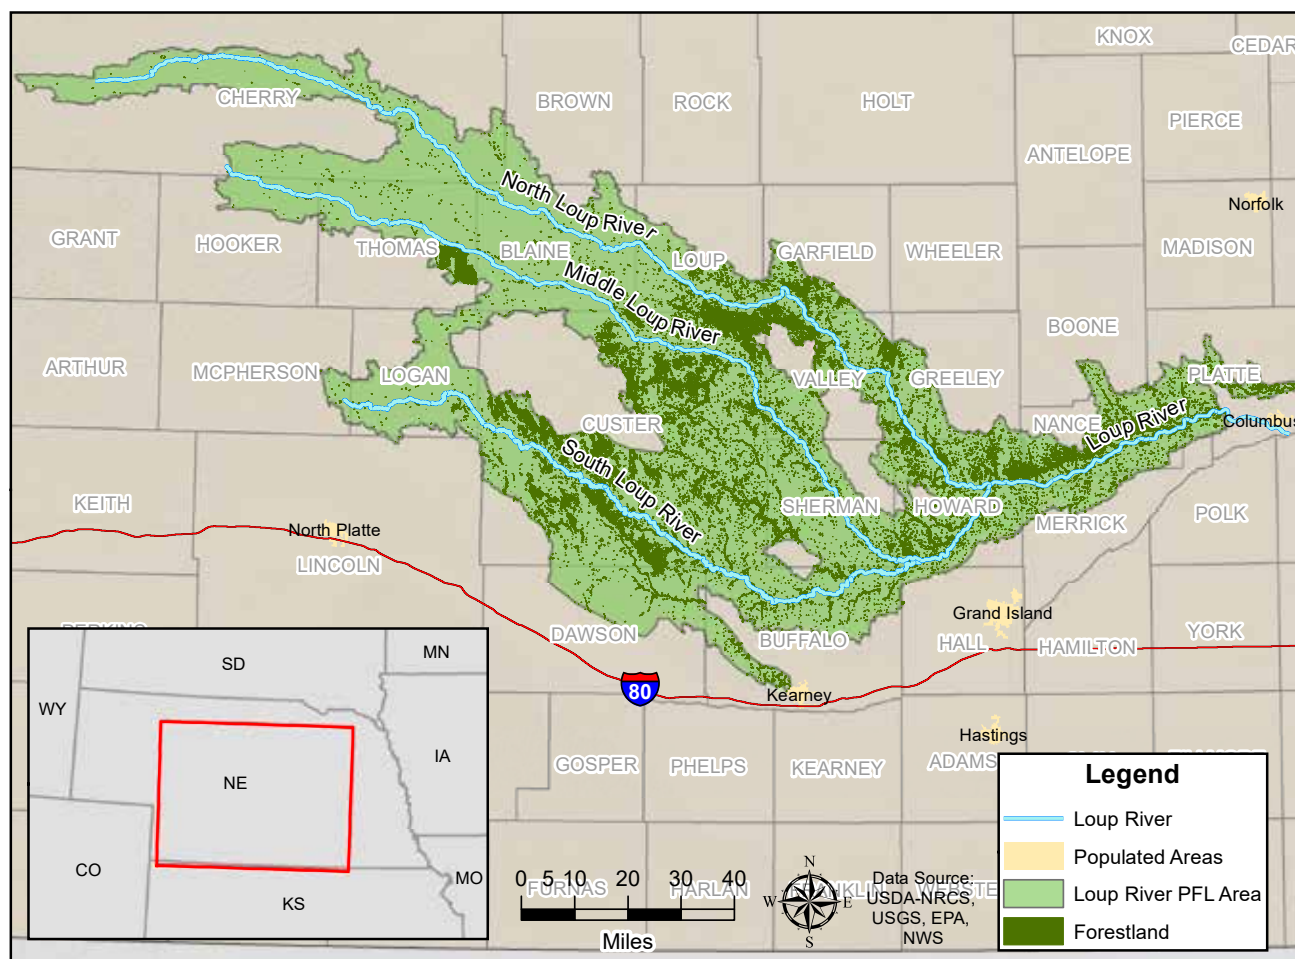 KNOX
CEDAR
CHERRY
BROWN
ROCK
HOLT
PIERCE
ANTELOPE
Norfolk
GRANT
HOOKER
THOMAS
BLAINE
North Loup River
LOUP
GARFIELD
WHEELER
MADISON
Middle Loup River
BOONE
ARTHUR
MCPHERSON
LOGAN
VALLEY
GREELEY
PLATTE
CUSTER
NANCE
Loup River
Columbus
South Loup River
KEITH
SHERMAN
HOWARD
MERRICK
POLK
North Platte
LINCOLN
Grand Island
DAWSON
BUFFALO
HALL
HAMILTON
YORK
80
Kearney
Hastings
GOSPER
PHELPS
KEARNEY
ADAMS
FURNAS
HARLAN
FRANKLIN
SD
MN
WY
IA
NE
CO
MO
KS
0 5 10 20 30 40
Miles
N
W E
S
Data Source:
USDA-NRCS,
USGS, EPA,
NWS
Legend
Loup River
Populated Areas
Loup River PFL Area
Forestland